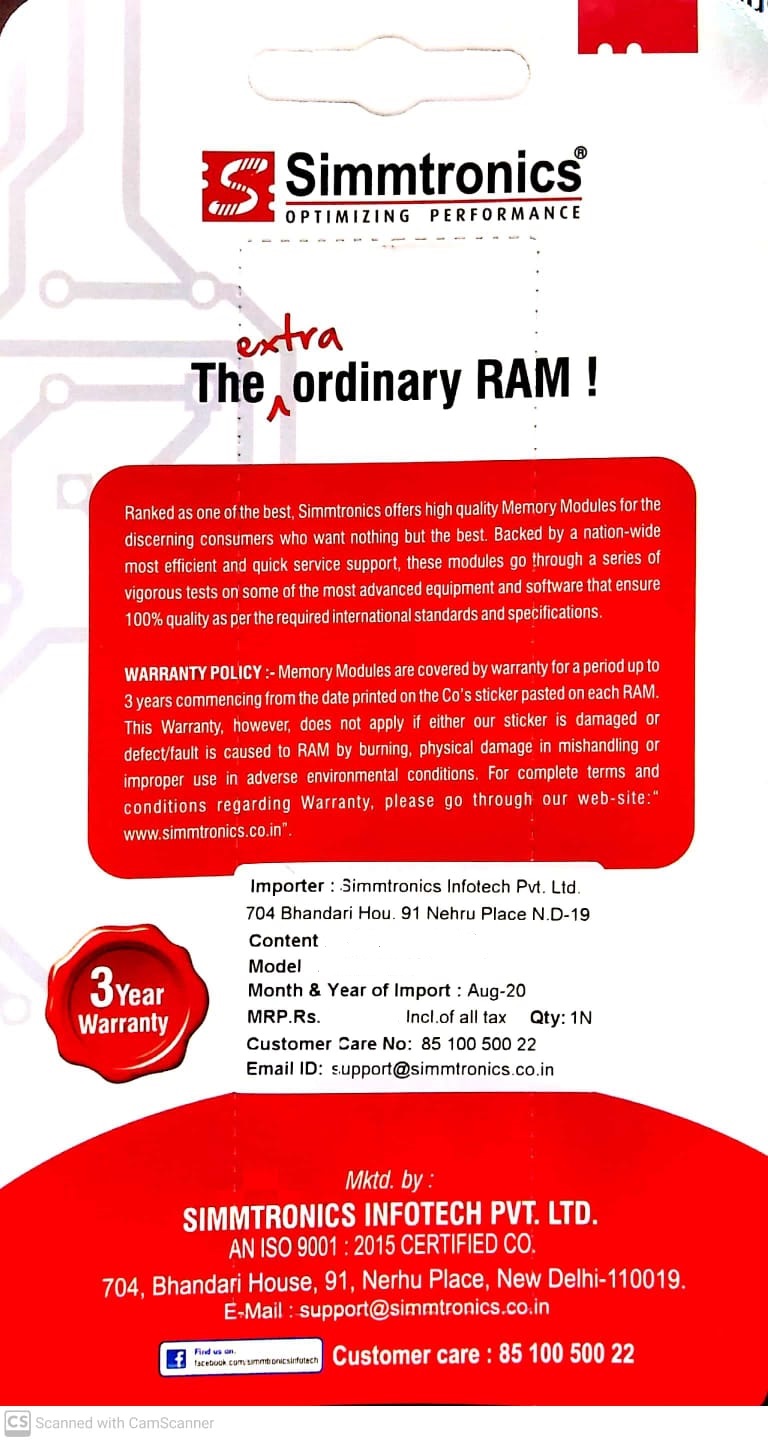 Simmtronics®
OPTIMIZING PERFORMANCE
extra
The ordinary RAM !
Ranked as one of the best, Simmtronics offers high quality Memory Modules for the
discerning consumers who want nothing but the best. Backed by a nation-wide
most efficient and quick service support, these modules go through a series of
vigorous tests on some of the most advanced equipment and software that ensure
100% quality as per the required international standards and specifications.
WARRANTY POLICY :- Memory Modules are covered by warranty for a period up to
3 years commencing from the date printed on the Co's sticker pasted on each RAM.
This Warranty, however, does not apply if either our sticker is damaged or
defect/fault is caused to RAM by burning, physical damage in mishandling or
improper use in adverse environmental conditions. For complete terms and
conditions regarding Warranty, please go through our web-site:"
www.simmtronics.co.in".
Importer : Simmtronics Infotech Pvt. Ltd.
704 Bhandari Hou. 91 Nehru Place N.D-19
Content
Model
Month & Year of Import : Aug-20
MRP.Rs. Incl.of all tax Qty: 1N
Customer Care No: 85 100 500 22
Email ID: support@simmtronics.co.in
3 Year
Warranty
Mktd. by :
SIMMTRONICS INFOTECH PVT. LTD.
AN ISO 9001 : 2015 CERTIFIED CO.
704, Bhandari House, 91, Nerhu Place, New Delhi-110019.
E-Mail : support@simmtronics.co.in
Find us on.
facebook.com/simmtronicsinfotech
Customer care : 85 100 500 22
CS Scanned with CamScanner